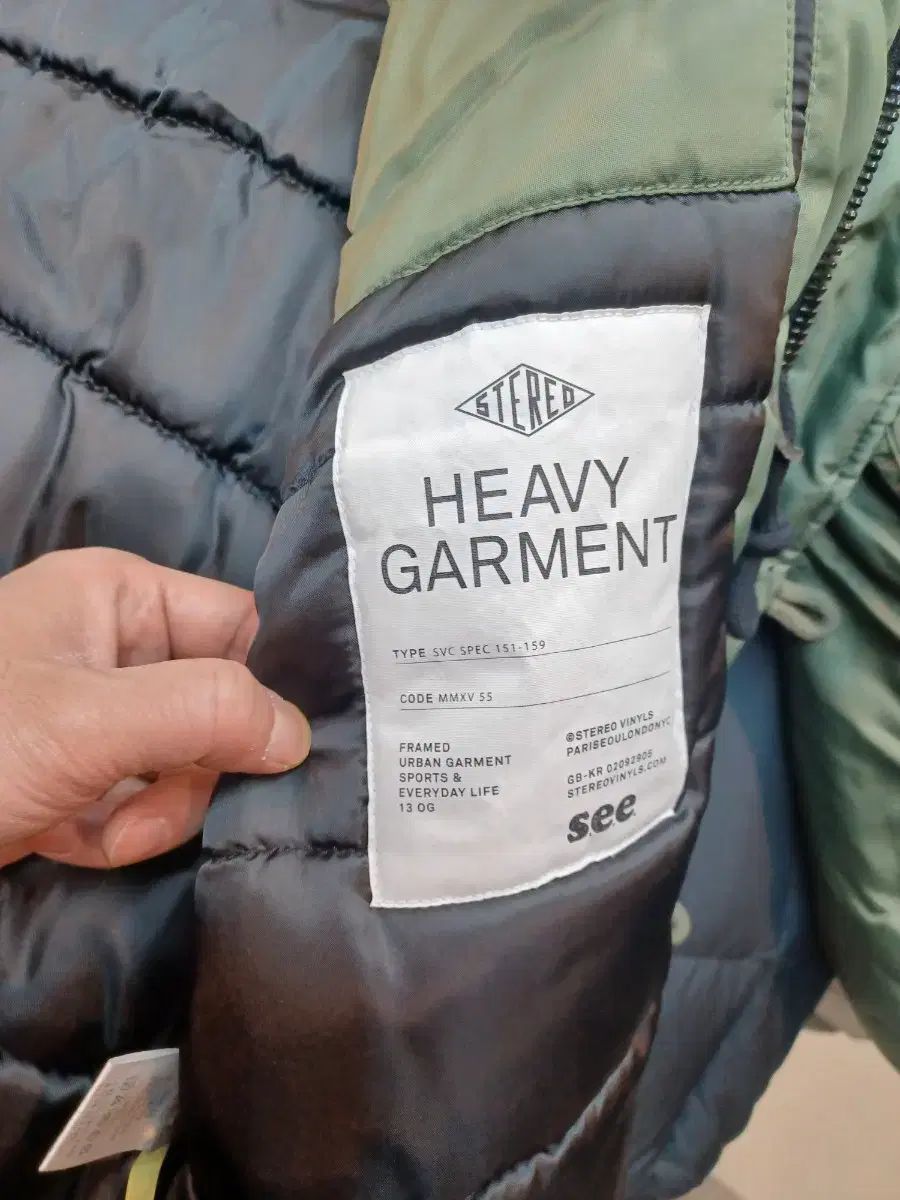 STEREO
HEAVY
GARMENT
TYPE SVC SPEC 151-159
CODE MMXV 55
FRAMED
URBAN GARMENT
SPORTS &
EVERYDAY LIFE
13 OG
©STEREO VINYLS
PARISEOULONDONYC
GB-KR 02092905
STEREOVINYLS.COM
s.e.e.